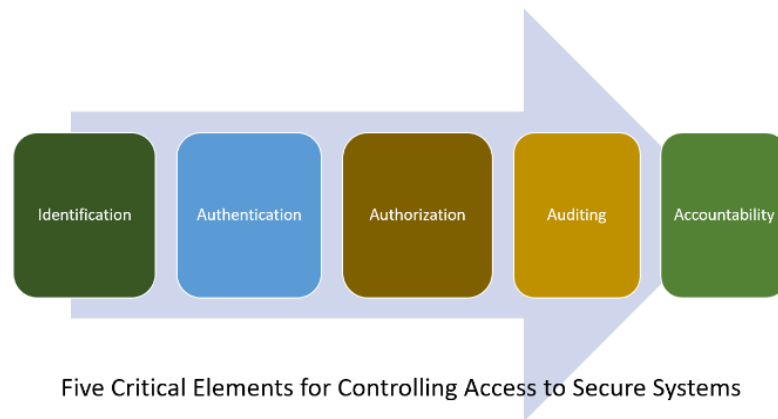 Identification
Authentication
Authorization
Auditing
Accountability
Five Critical Elements for Controlling Access to Secure Systems